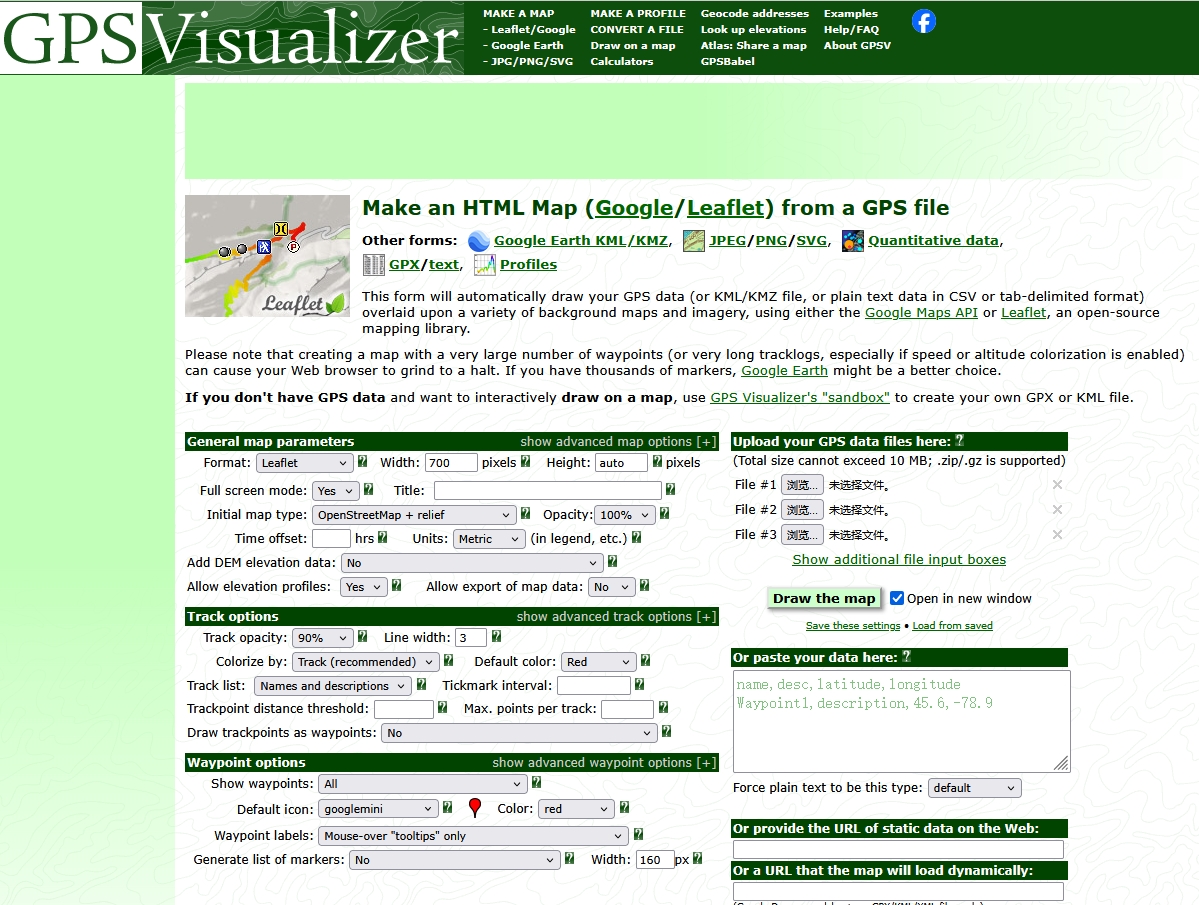 GPSVisualizer
MAKE A MAP
- Leaflet/Google
- Google Earth
- JPG/PNG/SVG
MAKE A PROFILE
CONVERT A FILE
Draw on a map
Calculators
Geocode addresses
Look up elevations
Atlas: Share a map
GPSBabel
Examples
Help/FAQ
About GPSV
Leaflet
Make an HTML Map (Google/Leaflet) from a GPS file
Other forms: Google Earth KML/KMZ, JPEG/PNG/SVG, Quantitative data,
GPX/text, Profiles
This form will automatically draw your GPS data (or KML/KMZ file, or plain text data in CSV or tab-delimited format)
overlaid upon a variety of background maps and imagery, using either the Google Maps API or Leaflet, an open-source
mapping library.
Please note that creating a map with a very large number of waypoints (or very long tracklogs, especially if speed or altitude colorization is enabled)
can cause your Web browser to grind to a halt. If you have thousands of markers, Google Earth might be a better choice.
If you don't have GPS data and want to interactively draw on a map, use GPS Visualizer's "sandbox" to create your own GPX or KML file.
General map parameters show advanced map options [+]
Format: Leaflet ? Width: 700 pixels ? Height: auto ? pixels
Full screen mode: Yes ? Title: ?
Initial map type: OpenStreetMap + relief ? Opacity: 100% ?
Time offset: hrs ? Units: Metric (in legend, etc.) ?
Add DEM elevation data: No ?
Allow elevation profiles: Yes ? Allow export of map data: No ?
Track options show advanced track options [+]
Track opacity: 90% ? Line width: 3 ?
Colorize by: Track (recommended) ? Default color: Red ?
Track list: Names and descriptions ? Tickmark interval: ?
Trackpoint distance threshold: ? Max. points per track: ?
Draw trackpoints as waypoints: No ?
Waypoint options show advanced waypoint options [+]
Show waypoints: All ?
Default icon: googlemini ? Color: red ?
Waypoint labels: Mouse-over "tooltips" only ?
Generate list of markers: No ? Width: 160 px ?
Upload your GPS data files here: ?
(Total size cannot exceed 10 MB; .zip/.gz is supported)
File #1 浏览… 未选择文件。
File #2 浏览… 未选择文件。
File #3 浏览… 未选择文件。
Show additional file input boxes
Draw the map Open in new window
Save these settings • Load from saved
Or paste your data here: ?
name,desc,latitude,longitude
Waypoint1,description,45.6,-78.9
Force plain text to be this type: default
Or provide the URL of static data on the Web:
Or a URL that the map will load dynamically: